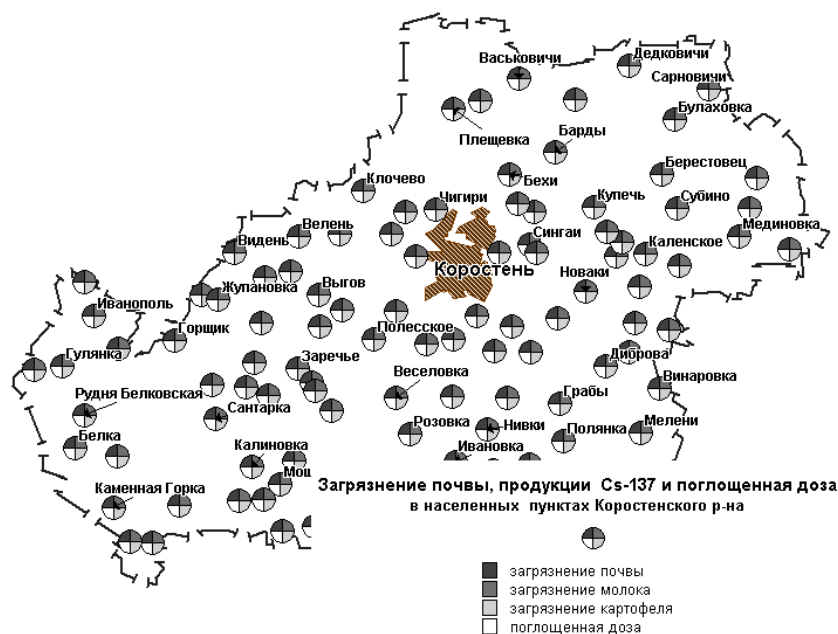 Васьковичи
Дедковичи
Сарновичи
Булаховка
Плещевка
Барды
Бехи
Берестовец
Клочево
Чигири
Купечь
Субино
Велень
Видень
Сингаи
Мединовка
Каленское
Коростень
Новаки
Жупановка
Выгов
Иванополь
Горщик
Полесское
Гулянка
Заречье
Диброва
Винаровка
Рудня Белковская
Веселовка
Сантарка
Грабы
Белка
Розовка
Нивки
Полянка
Мелени
Калиновка
Ивановка
Мощ
Каменная Горка
Загрязнение почвы, продукции Cs-137 и поглощенная доза
в населенных пунктах Коростенского р-на
загрязнение почвы
загрязнение молока
загрязнение картофеля
поглощенная доза